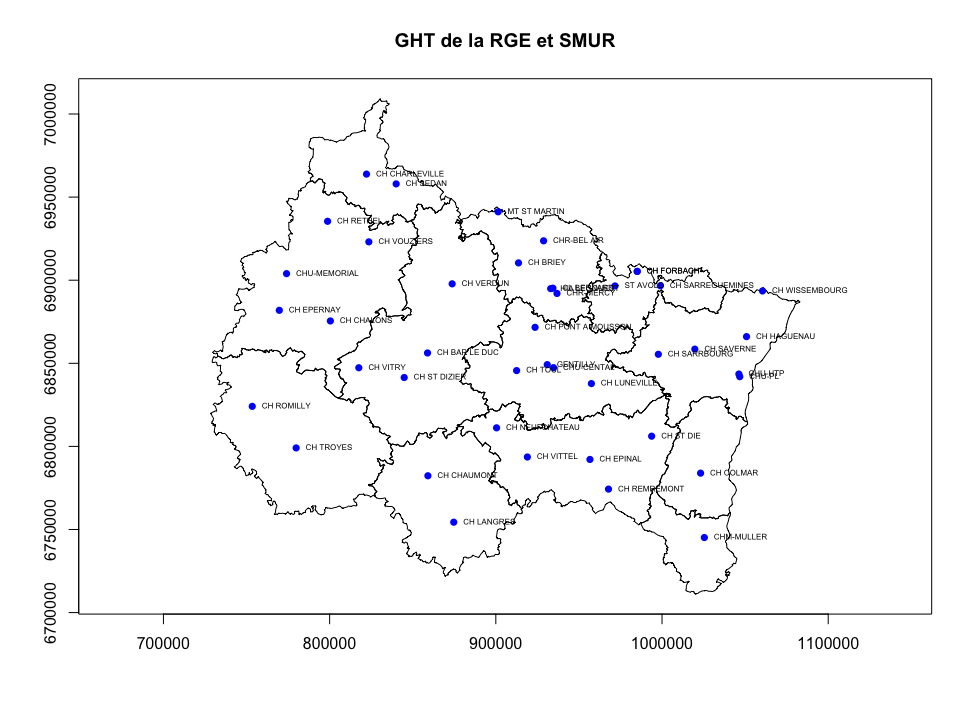 GHT de la RGE et SMUR
7000000
6950000
6900000
6850000
6800000
6750000
6700000
CH CHARLEVILLE
CH SEDAN
MT ST MARTIN
CH RETHEL
CH VOUZIERS
CHR-BEL AIR
CH BRIEY
CH FORBACH
CHU-MEMORIAL
CH VERDUN
ST AVOLD
CH SARREGUEMINES
CHR-MERCY
CH WISSEMBOURG
CH EPERNAY
CH CHALONS
CH PONT A MOUSSON
CH HAGUENAU
CH SAVERNE
CH BAR LE DUC
CH SARRBOURG
CH VITRY
GENTILLY
CHU-CENTAL
CH TOUL
CH ST DIZIER
CHU-HTP
CHU-PL
CH LUNEVILLE
CH ROMILLY
CH NEUFCHATEAU
CH ST DIE
CH TROYES
CH VITTEL
CH EPINAL
CH COLMAR
CH CHAUMONT
CH REMIREMONT
CH LANGRES
CHM-MULLER
700000
800000
900000
1000000
1100000